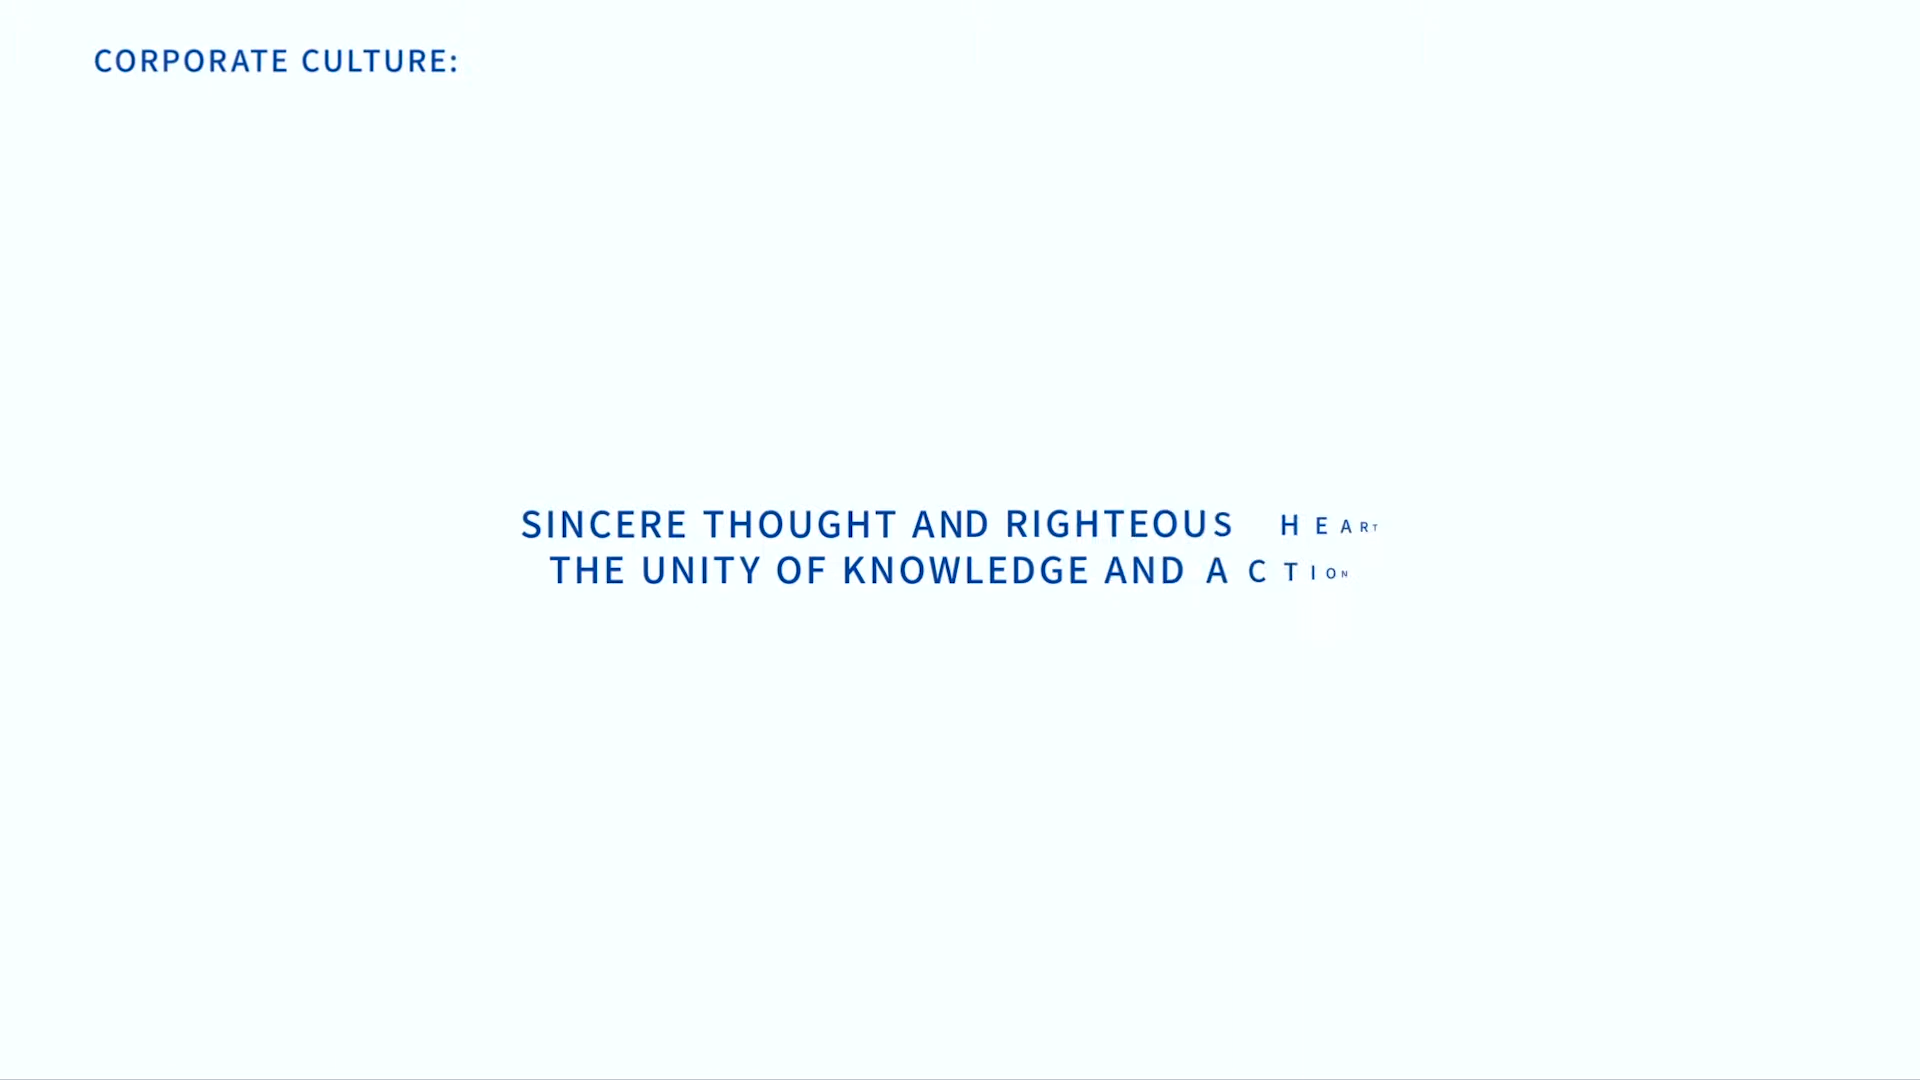 CORPORATE CULTURE:
SINCERE THOUGHT AND RIGHTEOUS HEART
THE UNITY OF KNOWLEDGE AND ACTION